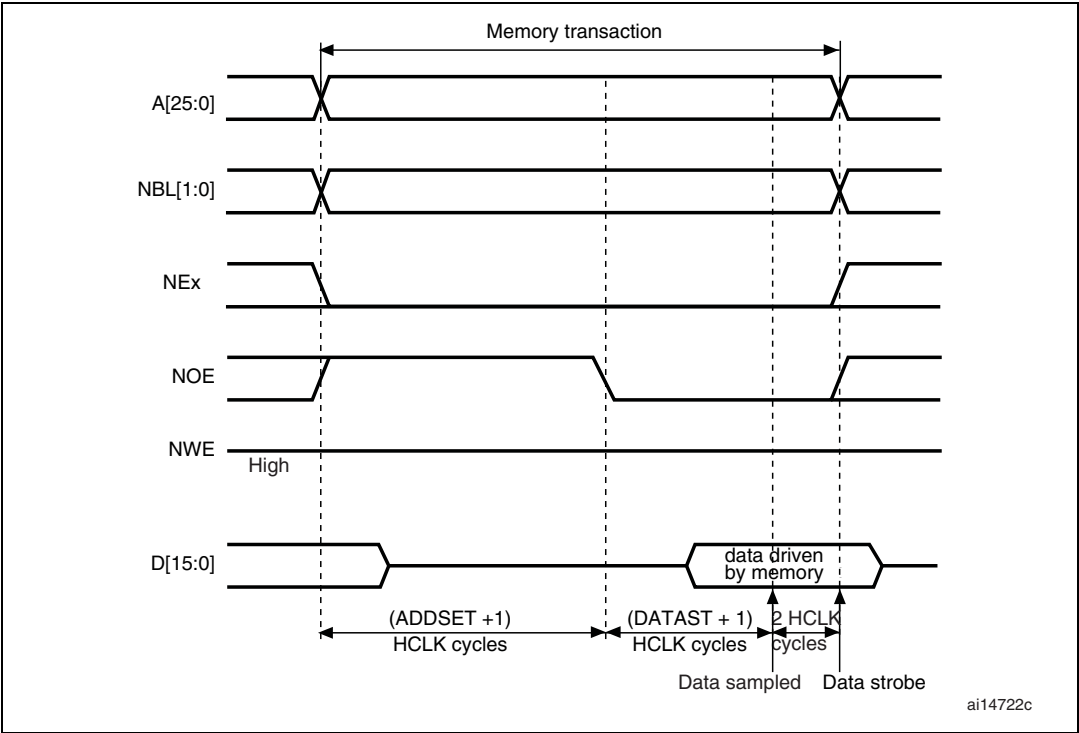 Memory transaction
A[25:0]
NBL[1:0]
NEx
NOE
NWE
High
D[15:0]
data driven
by memory
(ADDSET +1)
HCLK cycles
(DATAST + 1)
HCLK cycles
2 HCLK
cycles
Data sampled
Data strobe
ai14722c